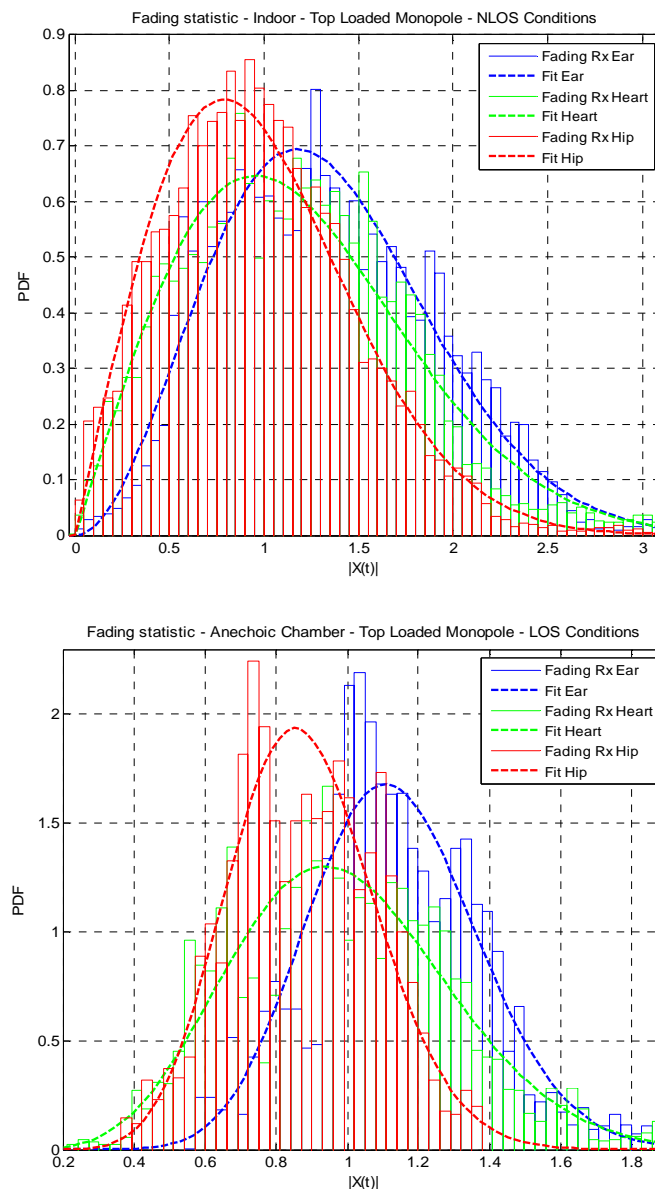 Fading statistic - Indoor - Top Loaded Monopole - NLOS Conditions
0.9
0.8
0.7
0.6
0.5
0.4
0.3
0.2
0.1
0
PDF
Fading Rx Ear
Fit Ear
Fading Rx Heart
Fit Heart
Fading Rx Hip
Fit Hip
0 0.5 1 1.5 2 2.5 3
|X(t)|
Fading statistic - Anechoic Chamber - Top Loaded Monopole - LOS Conditions
2
1.5
1
0.5
0
PDF
Fading Rx Ear
Fit Ear
Fading Rx Heart
Fit Heart
Fading Rx Hip
Fit Hip
0.2 0.4 0.6 0.8 1 1.2 1.4 1.6 1.8
|X(t)|